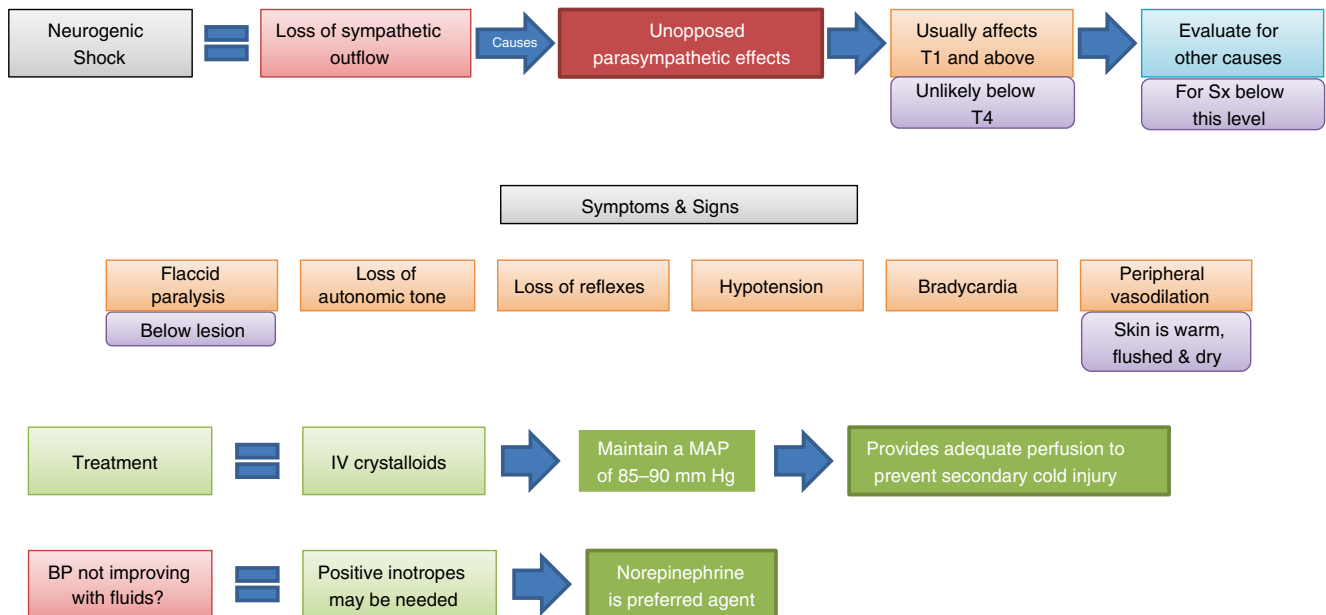 Neurogenic
Shock
Loss of sympathetic
outflow
Causes
Unopposed
parasympathetic effects
Usually affects
T1 and above
Unlikely below
T4
Evaluate for
other causes
For Sx below
this level
Symptoms & Signs
Flaccid
paralysis
Below lesion
Loss of
autonomic tone
Loss of reflexes
Hypotension
Bradycardia
Peripheral
vasodilation
Skin is warm,
flushed & dry
Treatment
IV crystalloids
Maintain a MAP
of 85–90 mm Hg
Provides adequate perfusion to
prevent secondary cold injury
BP not improving
with fluids?
Positive inotropes
may be needed
Norepinephrine
is preferred agent